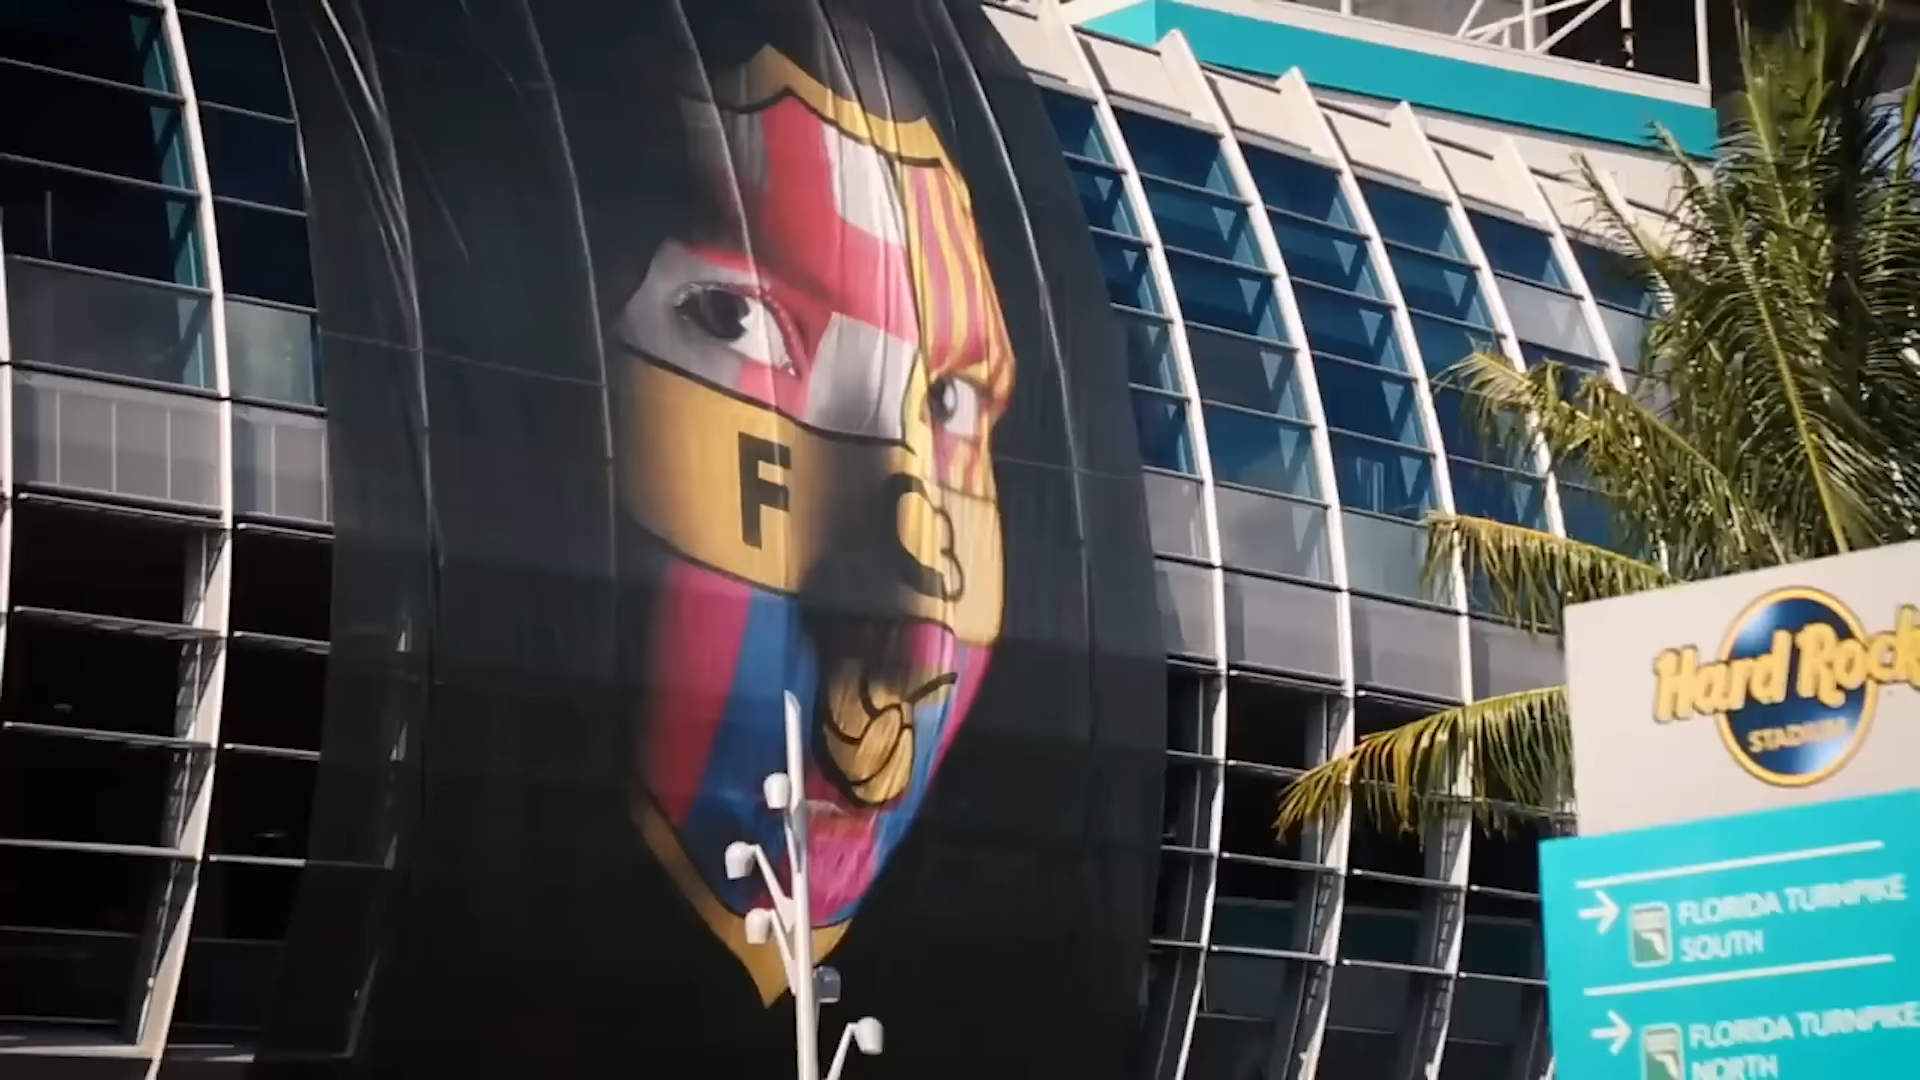 F C B
Hard Rock
STADIUM
FLORIDA TURNPIKE
SOUTH
FLORIDA TURNPIKE
NORTH